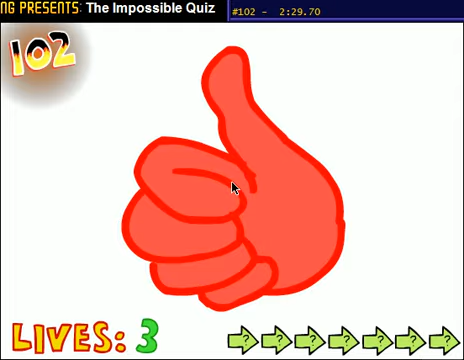 NG PRESENTS: The Impossible Quiz
#102 - 2:29.70
102
LIVES: 3
? ? ? ? ? ? ?